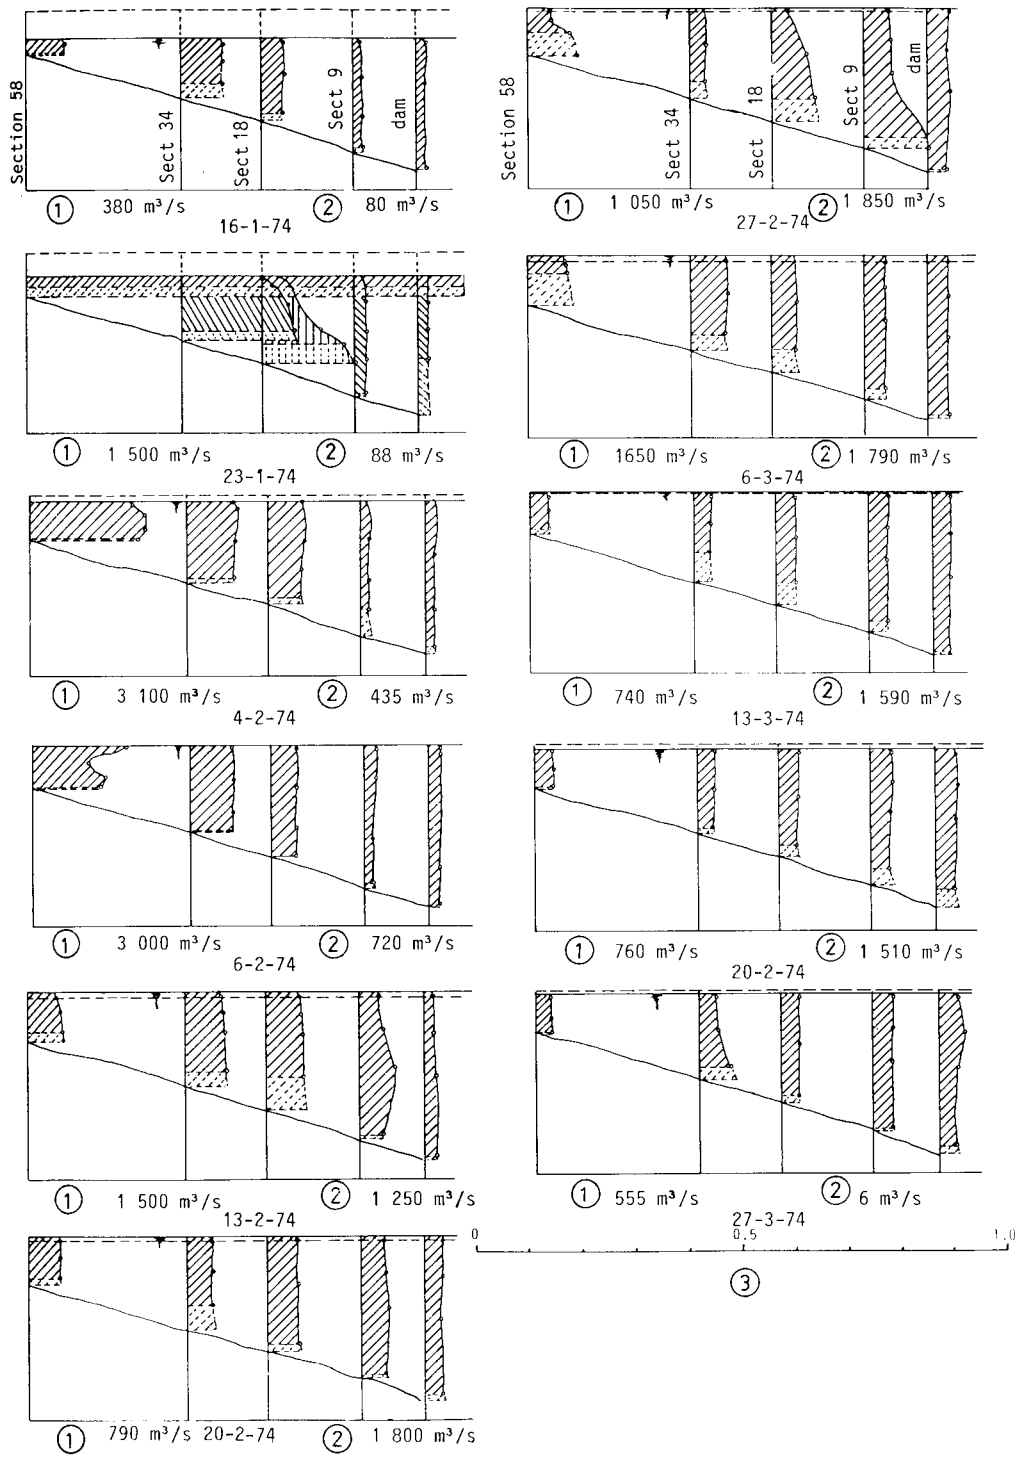 Section 58
Sect 34
Sect 18
Sect 9
dam
① 380 m³/s ② 80 m³/s
16-1-74
① 1 500 m³/s ② 88 m³/s
23-1-74
① 3 100 m³/s ② 435 m³/s
4-2-74
① 3 000 m³/s ② 720 m³/s
6-2-74
① 1 500 m³/s ② 1 250 m³/s
13-2-74
① 790 m³/s 20-2-74 ② 1 800 m³/s
Section 58
Sect 34
Sect 18
Sect 9
dam
① 1 050 m³/s ② 1 850 m³/s
27-2-74
① 1650 m³/s ② 1 790 m³/s
6-3-74
① 740 m³/s ② 1 590 m³/s
13-3-74
① 760 m³/s ② 1 510 m³/s
20-2-74
① 555 m³/s ② 6 m³/s
27-3-74
0 0.5 1.0
③